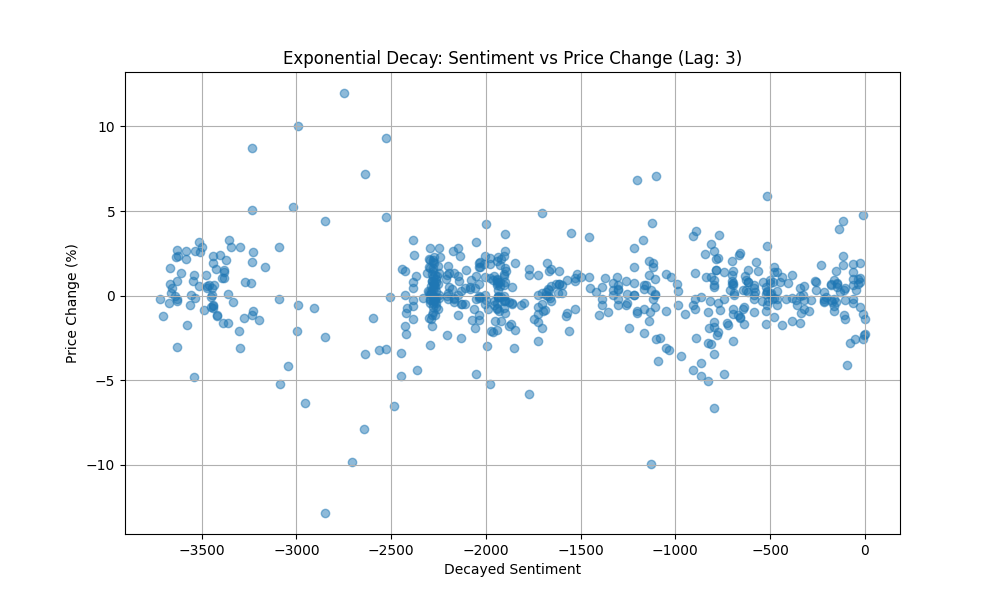 Exponential Decay: Sentiment vs Price Change (Lag: 3)
Price Change (%)
10
5
0
−5
−10
−3500 −3000 −2500 −2000 −1500 −1000 −500 0
Decayed Sentiment